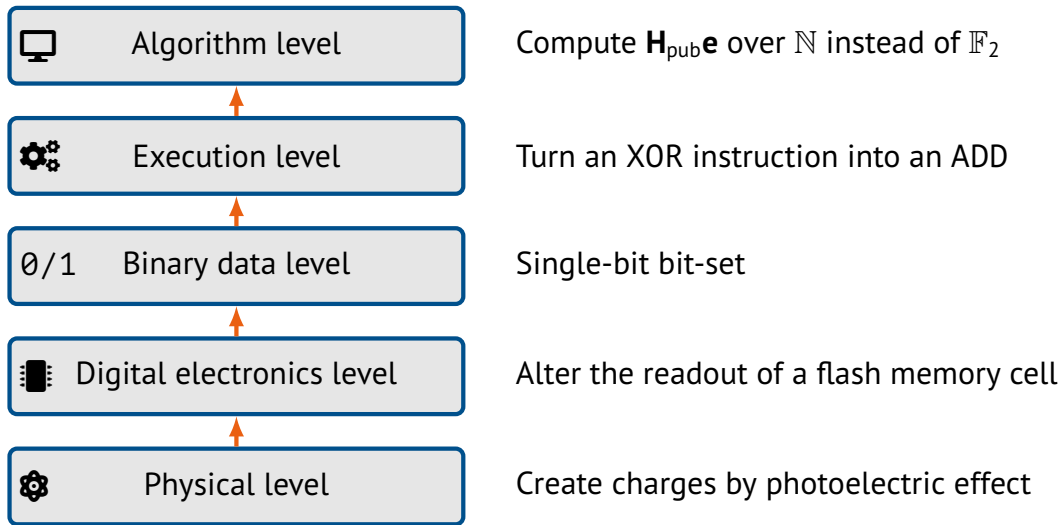 Algorithm level Compute H_pub e over ℕ instead of 𝔽₂
Execution level Turn an XOR instruction into an ADD
0/1 Binary data level Single-bit bit-set
Digital electronics level Alter the readout of a flash memory cell
Physical level Create charges by photoelectric effect